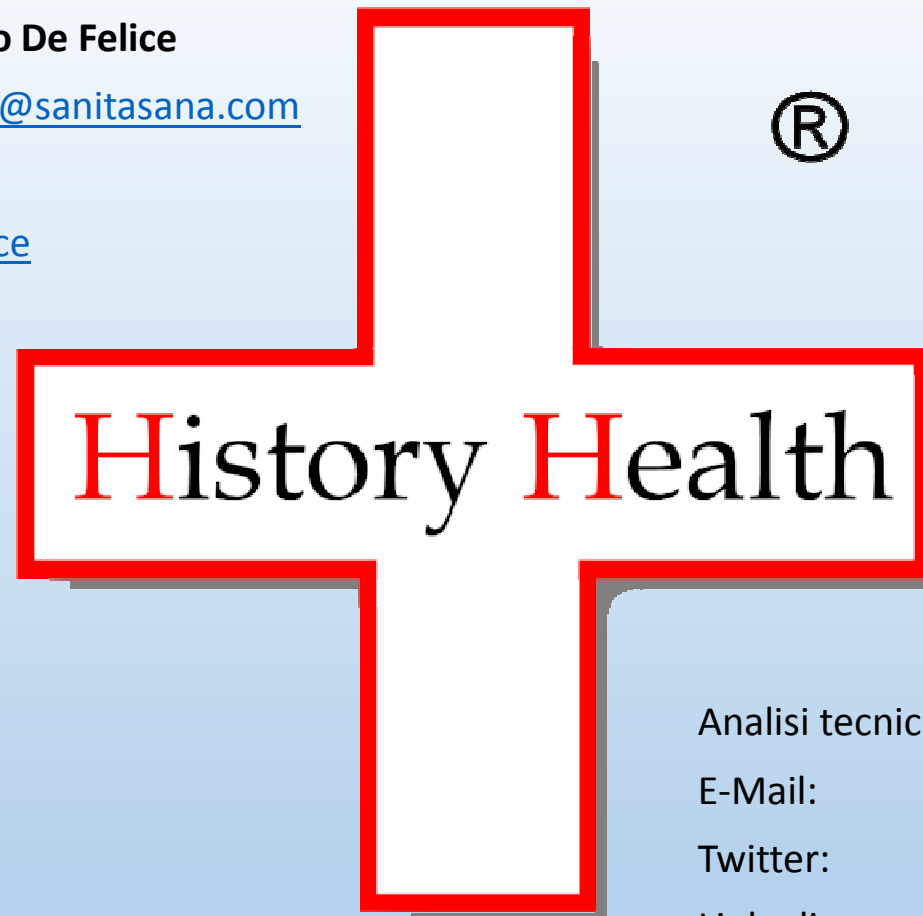 o De Felice
@sanitasana.com
®
ce
History Health
Analisi tecnic
E-Mail:
Twitter: